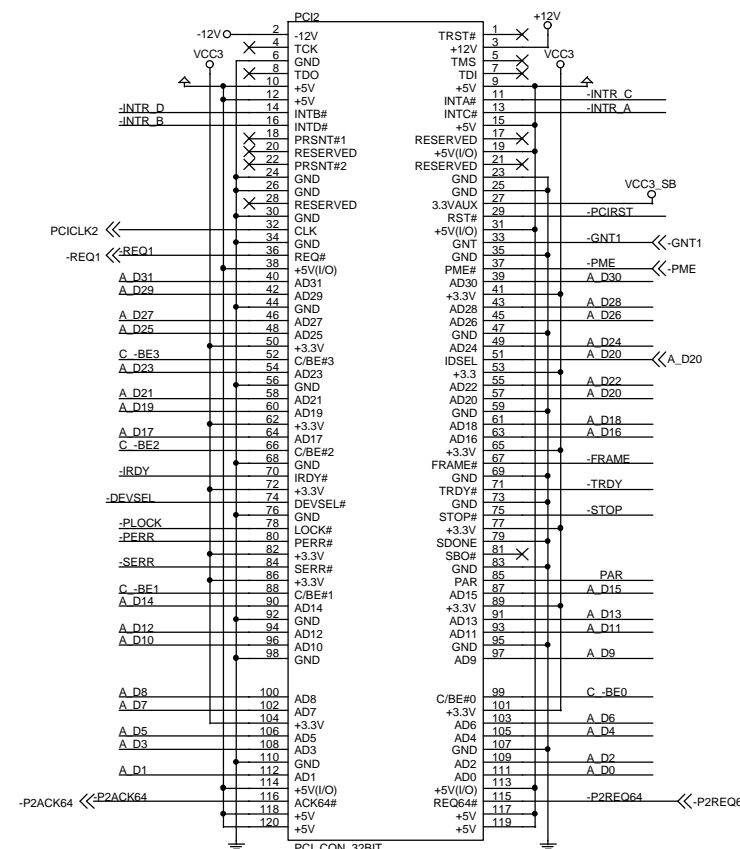 PCI2
+12V
-12V 2 -12V TRST# 1
VCC3 4 TCK +12V 3 VCC3
6 GND TMS 5
8 TDO TDI 7
10 +5V +5V 9
12 +5V INTA# 11 -INTR_C
-INTR_D 14 INTB# INTC# 13 -INTR_A
-INTR_B 16 INTD# +5V 15
18 PRSNT#1 RESERVED 17
20 RESERVED +5V(I/O) 19
22 PRSNT#2 RESERVED 21
24 GND GND 23
26 GND GND 25 VCC3_SB
28 RESERVED 3.3VAUX 27
30 GND RST# 29 -PCIRST
PCICLK2 32 CLK +5V(I/O) 31
34 GND GNT 33 -GNT1 -GNT1
-REQ1 -REQ1 36 REQ# GND 35
38 +5V(I/O) PME# 37 -PME -PME
A_D31 40 AD31 AD30 39 A_D30
A_D29 42 AD29 +3.3V 41
44 GND AD28 43 A_D28
A_D27 46 AD27 AD26 45 A_D26
A_D25 48 AD25 GND 47
50 +3.3V AD24 49 A_D24
C_-BE3 52 C/BE#3 IDSEL 51 A_D20 A_D20
A_D23 54 AD23 +3.3 53
56 GND AD22 55 A_D22
A_D21 58 AD21 AD20 57 A_D20
A_D19 60 AD19 GND 59
62 +3.3V AD18 61 A_D18
A_D17 64 AD17 AD16 63 A_D16
C_-BE2 66 C/BE#2 +3.3V 65
68 GND FRAME# 67 -FRAME
-IRDY 70 IRDY# GND 69
72 +3.3V TRDY# 71 -TRDY
-DEVSEL 74 DEVSEL# GND 73
76 GND STOP# 75 -STOP
-PLOCK 78 LOCK# +3.3V 77
-PERR 80 PERR# SDONE 79
82 +3.3V SBO# 81
-SERR 84 SERR# GND 83
86 +3.3V PAR 85 PAR
C_-BE1 88 C/BE#1 AD15 87 A_D15
A_D14 90 AD14 +3.3V 89
92 GND AD13 91 A_D13
A_D12 94 AD12 AD11 93 A_D11
A_D10 96 AD10 GND 95
98 GND AD9 97 A_D9
A_D8 100 AD8 C/BE#0 99 C_-BE0
A_D7 102 AD7 +3.3V 101
104 +3.3V AD6 103 A_D6
A_D5 106 AD5 AD4 105 A_D4
A_D3 108 AD3 GND 107
110 GND AD2 109 A_D2
A_D1 112 AD1 AD0 111 A_D0
114 +5V(I/O) +5V(I/O) 113
-P2ACK64 -P2ACK64 116 ACK64# REQ64# 115 -P2REQ64 -P2REQ6
118 +5V +5V 117
120 +5V +5V 119
PCI_CON_32BIT